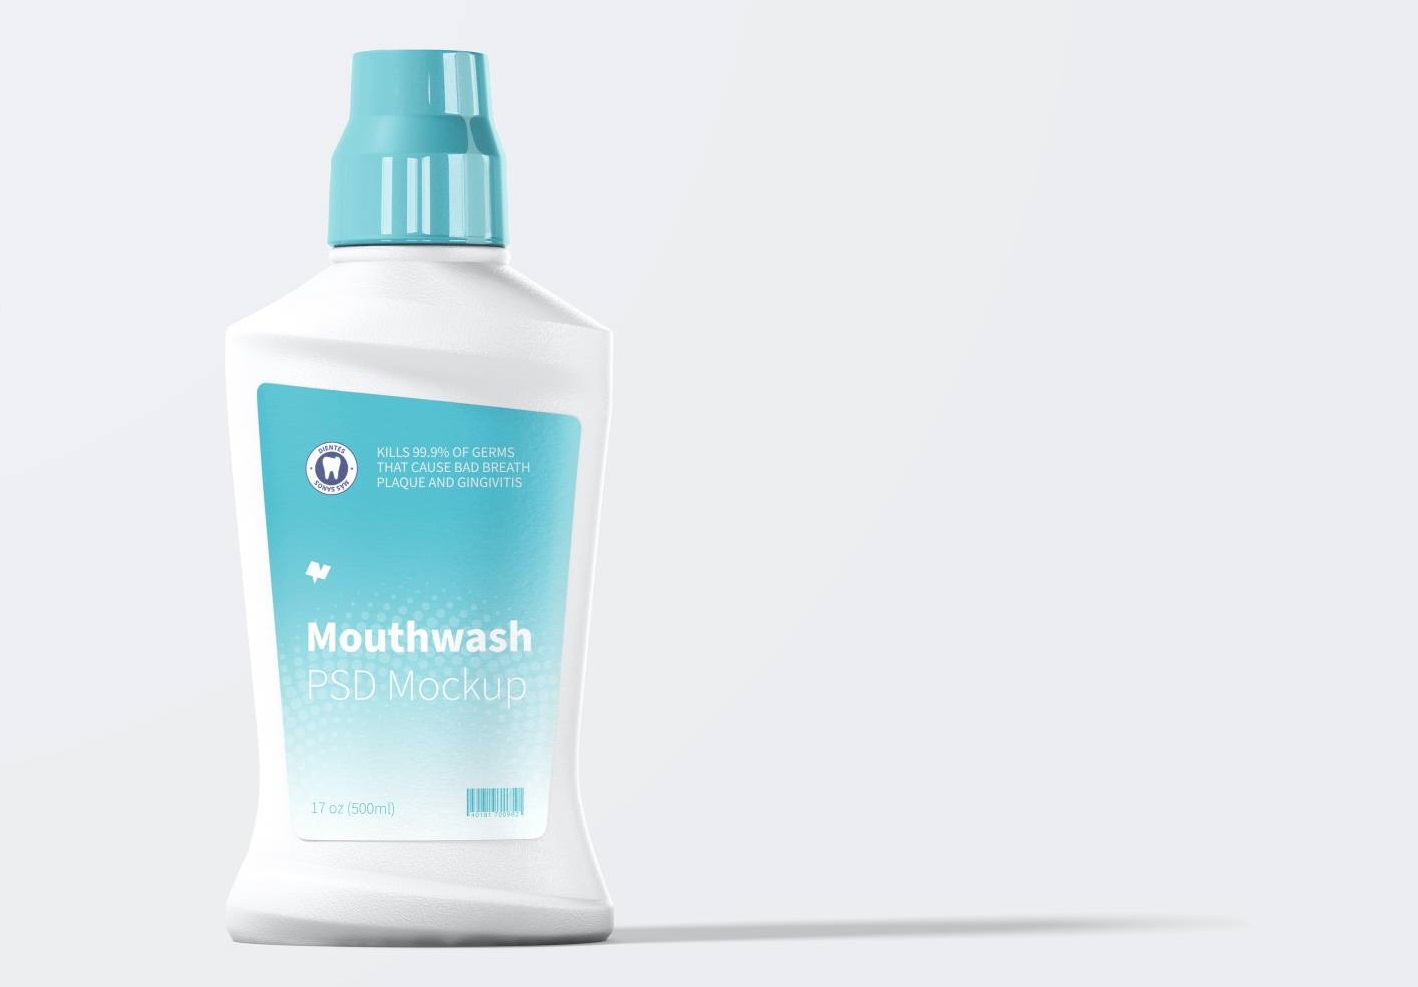 DIENTES
MÁS SANOS
KILLS 99.9% OF GERMS
THAT CAUSE BAD BREATH
PLAQUE AND GINGIVITIS
Mouthwash
PSD Mockup
17 oz (500ml)